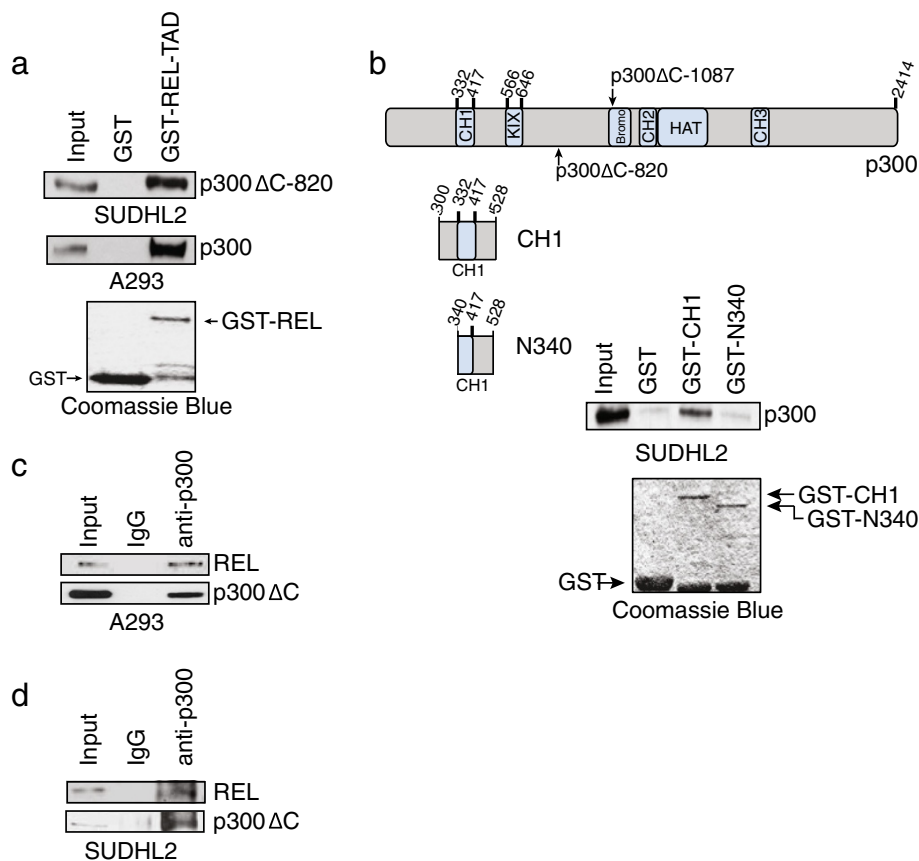 a
Input
GST
GST-REL-TAD
p300 ΔC-820
SUDHL2
p300
A293
GST-REL
GST
Coomassie Blue
b
332
417
566
646
p300ΔC-1087
2414
CH1
KIX
Bromo
CH2
HAT
CH3
p300ΔC-820
p300
300
332
417
528
CH1
CH1
340
417
528
N340
CH1
Input
GST
GST-CH1
GST-N340
p300
SUDHL2
GST-CH1
GST-N340
GST
Coomassie Blue
c
Input
IgG
anti-p300
REL
p300 ΔC
A293
d
Input
IgG
anti-p300
REL
p300 ΔC
SUDHL2